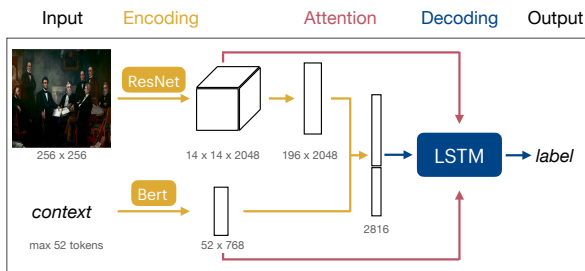 Input Encoding Attention Decoding Output
ResNet
256 x 256
14 x 14 x 2048
196 x 2048
LSTM
label
context
Bert
max 52 tokens
52 x 768
2816